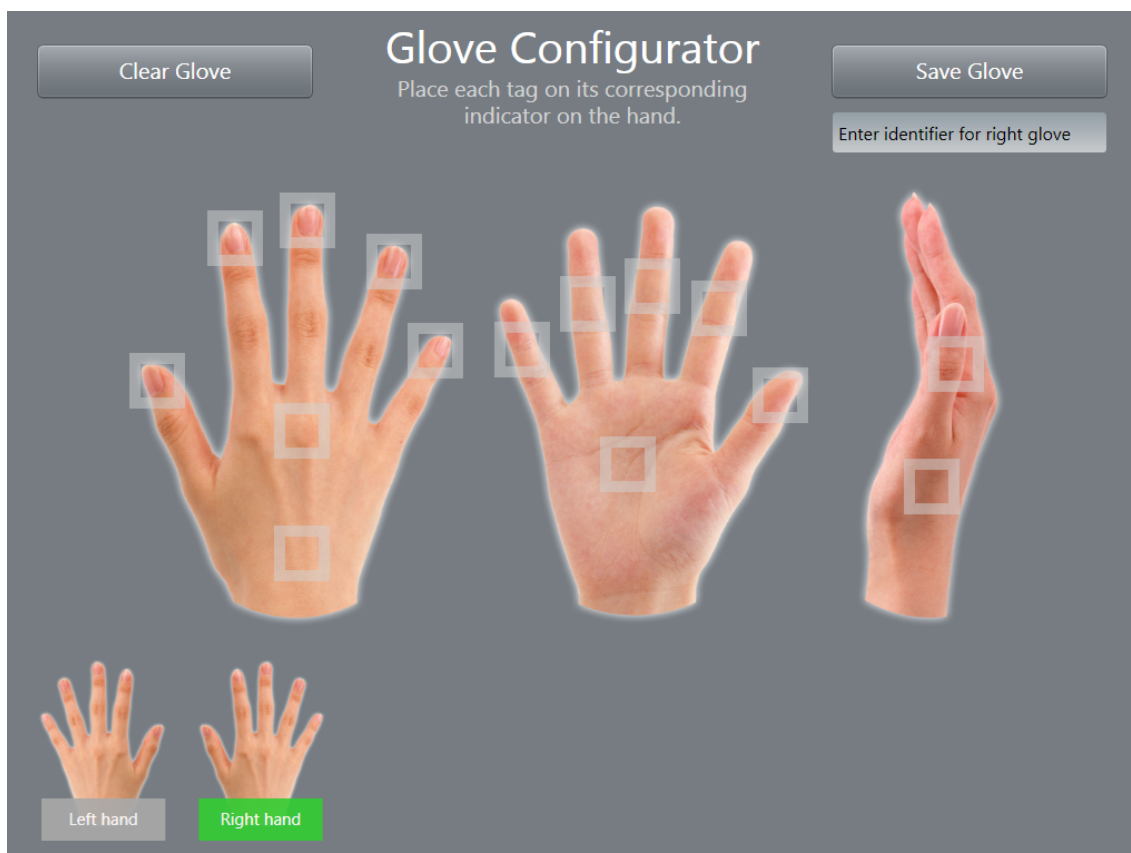 Clear Glove
Glove Configurator
Place each tag on its corresponding
indicator on the hand.
Save Glove
Enter identifier for right glove
Left hand
Right hand